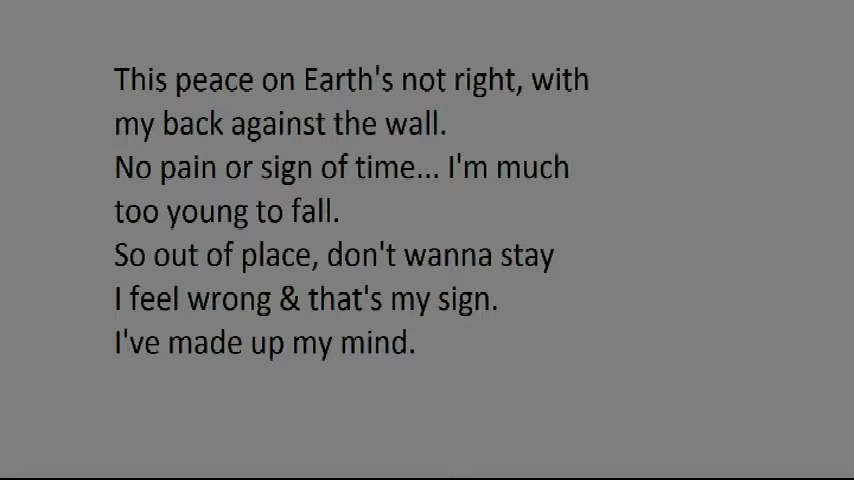 This peace on Earth's not right, with
my back against the wall.
No pain or sign of time... I'm much
too young to fall.
So out of place, don't wanna stay
I feel wrong & that's my sign.
I've made up my mind.